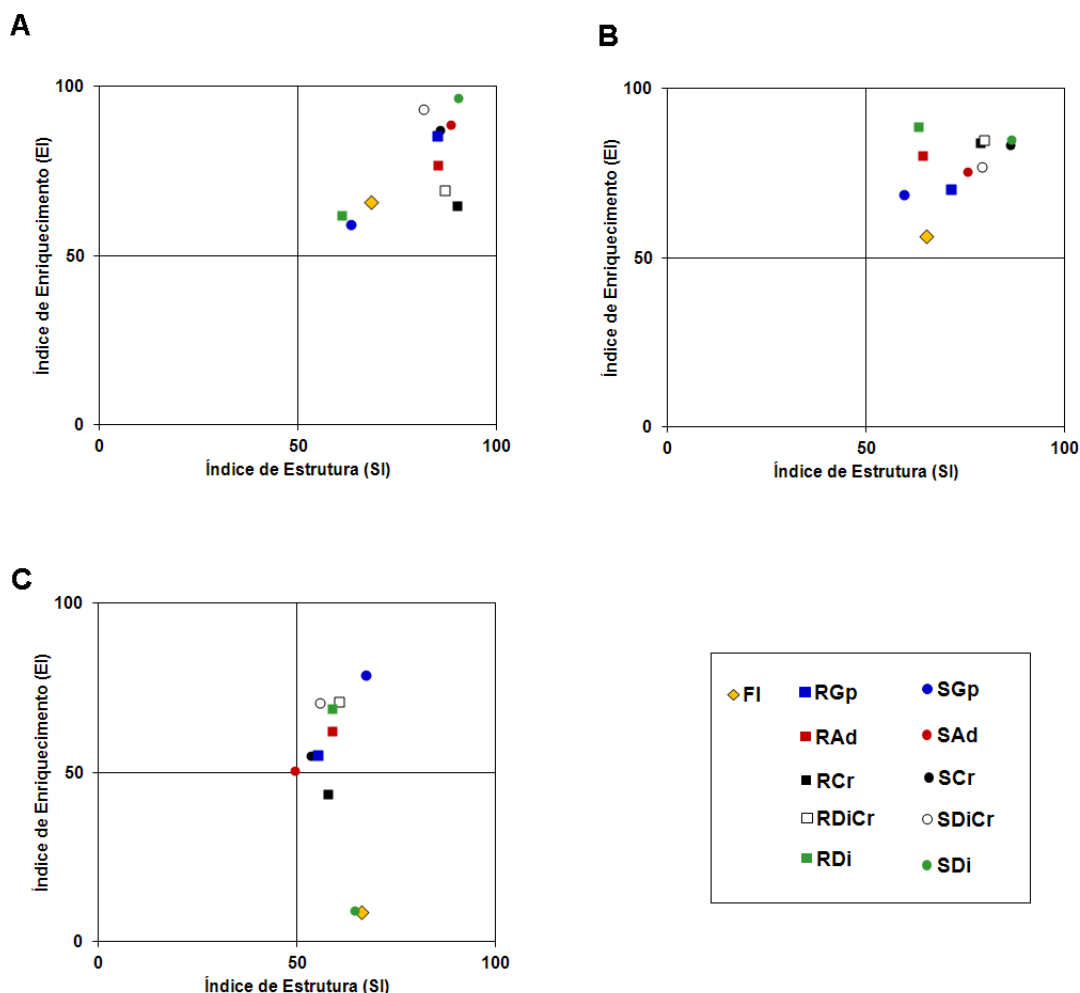 A
Índice de Enriquecimento (EI)
100
50
0
0 50 100
Índice de Estrutura (SI)
B
Índice de Enriquecimento (EI)
100
50
0
0 50 100
Índice de Estrutura (SI)
C
Índice de Enriquecimento (EI)
100
50
0
0 50 100
Índice de Estrutura (SI)
FI RGp SGp
RAd SAd
RCr SCr
RDiCr SDiCr
RDi SDi